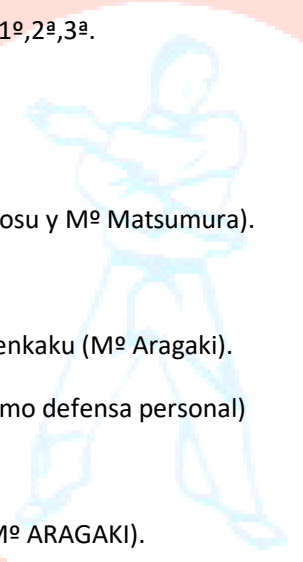 1º,2ª,3ª.
osu y Mº Matsumura).
enkaku (Mº Aragaki).
mo defensa personal)
Mº ARAGAKI).